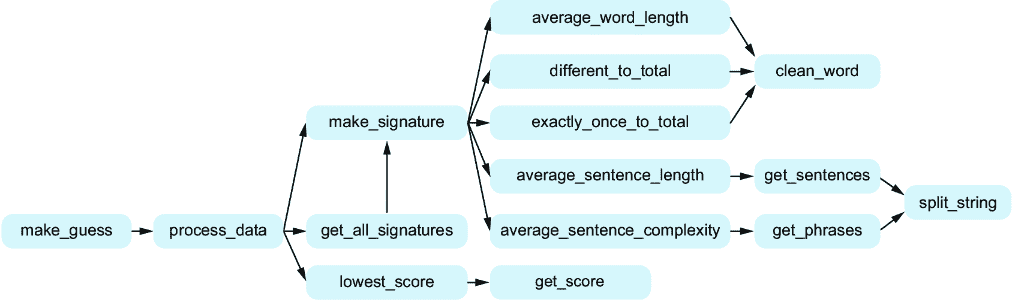 average_word_length
different_to_total
clean_word
make_signature
exactly_once_to_total
average_sentence_length
get_sentences
split_string
make_guess
process_data
get_all_signatures
average_sentence_complexity
get_phrases
lowest_score
get_score